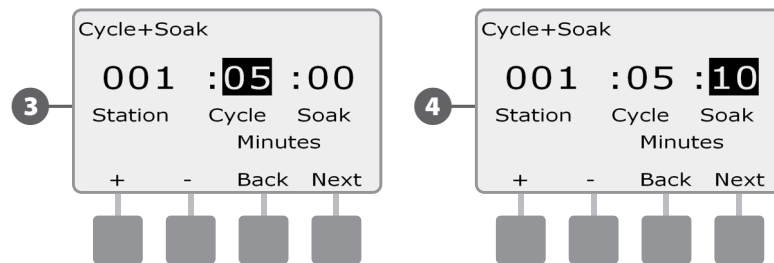 Cycle+Soak
001 :05 :00
Station Cycle Soak
Minutes
+ - Back Next
3
Cycle+Soak
001 :05 :10
Station Cycle Soak
Minutes
+ - Back Next
4